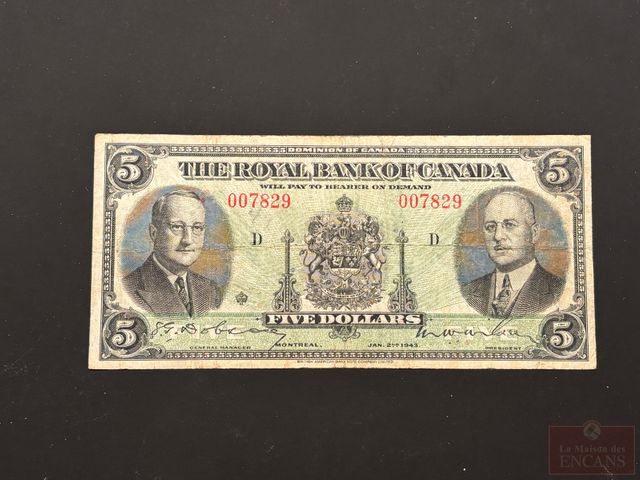 DOMINION OF CANADA
5 THE ROYAL BANK OF CANADA 5
WILL PAY TO BEARER ON DEMAND
007829 007829
D D
FIVE DOLLARS
5 5
GENERAL MANAGER MONTREAL, JAN. 2ND 1943. PRESIDENT
La Maison des
ENCANS